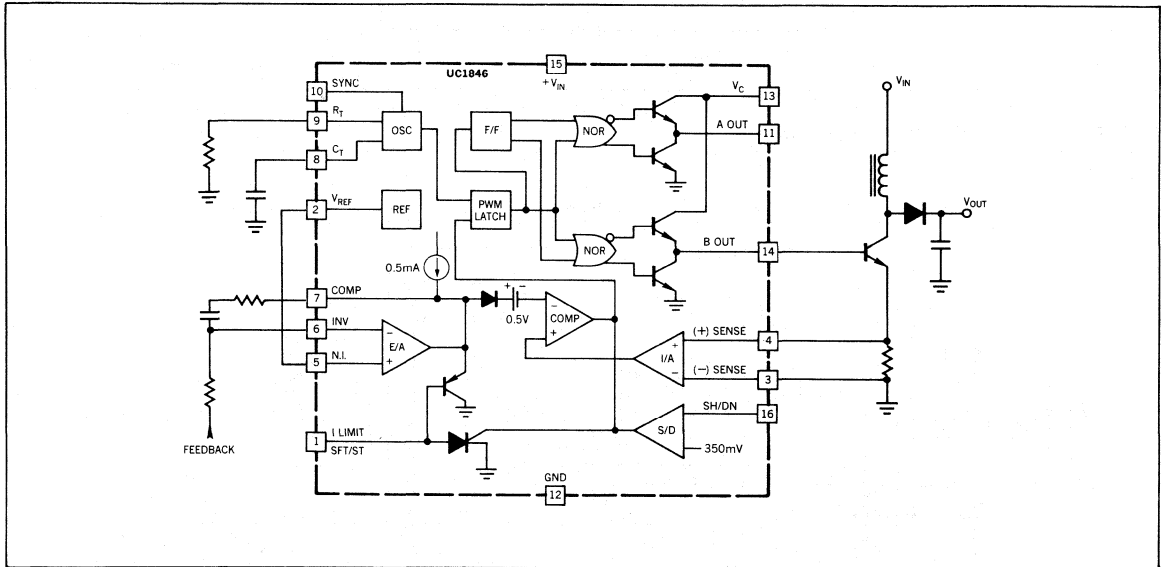 UC1846
15
+VIN
10 SYNC
9 RT
8 CT
OSC
F/F
NOR
VC 13
A OUT 11
VIN
2 VREF
REF
PWM
LATCH
NOR
B OUT 14
VOUT
0.5mA
7 COMP
+ −
0.5V
−
COMP
+
6 INV
−
E/A
+
5 N.I.
+
I/A
−
(+) SENSE 4
(−) SENSE 3
SH/DN 16
S/D
350mV
FEEDBACK
1 I LIMIT
SFT/ST
GND
12